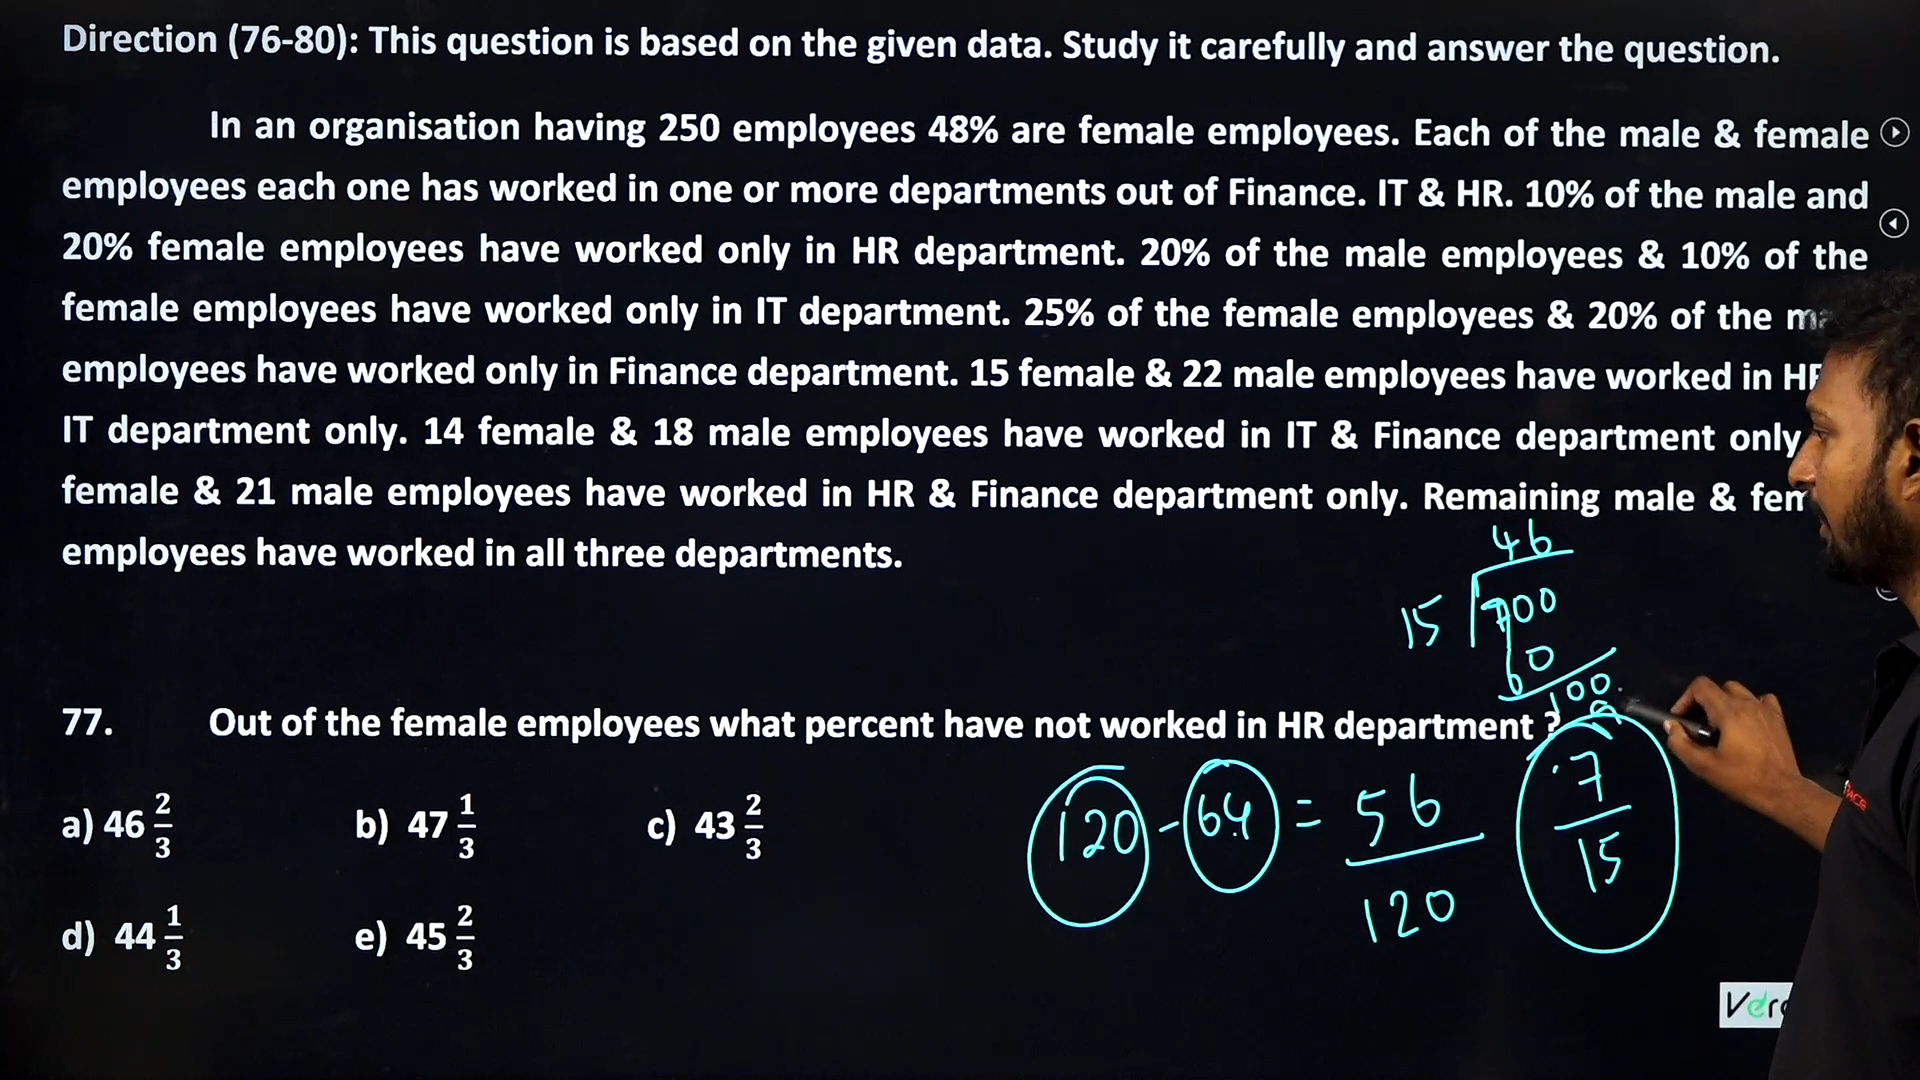 Direction (76-80): This question is based on the given data. Study it carefully and answer the question.
In an organisation having 250 employees 48% are female employees. Each of the male & female
employees each one has worked in one or more departments out of Finance. IT & HR. 10% of the male and
20% female employees have worked only in HR department. 20% of the male employees & 10% of the
female employees have worked only in IT department. 25% of the female employees & 20% of the
employees have worked only in Finance department. 15 female & 22 male employees have worked in
IT department only. 14 female & 18 male employees have worked in IT & Finance department only
female & 21 male employees have worked in HR & Finance department only. Remaining male &
employees have worked in all three departments.
46
15 700
60
100
77. Out of the female employees what percent have not worked in HR department ?
a) 46 2/3 b) 47 1/3 c) 43 2/3
d) 44 1/3 e) 45 2/3
120 - 64 = 56/120 7/15